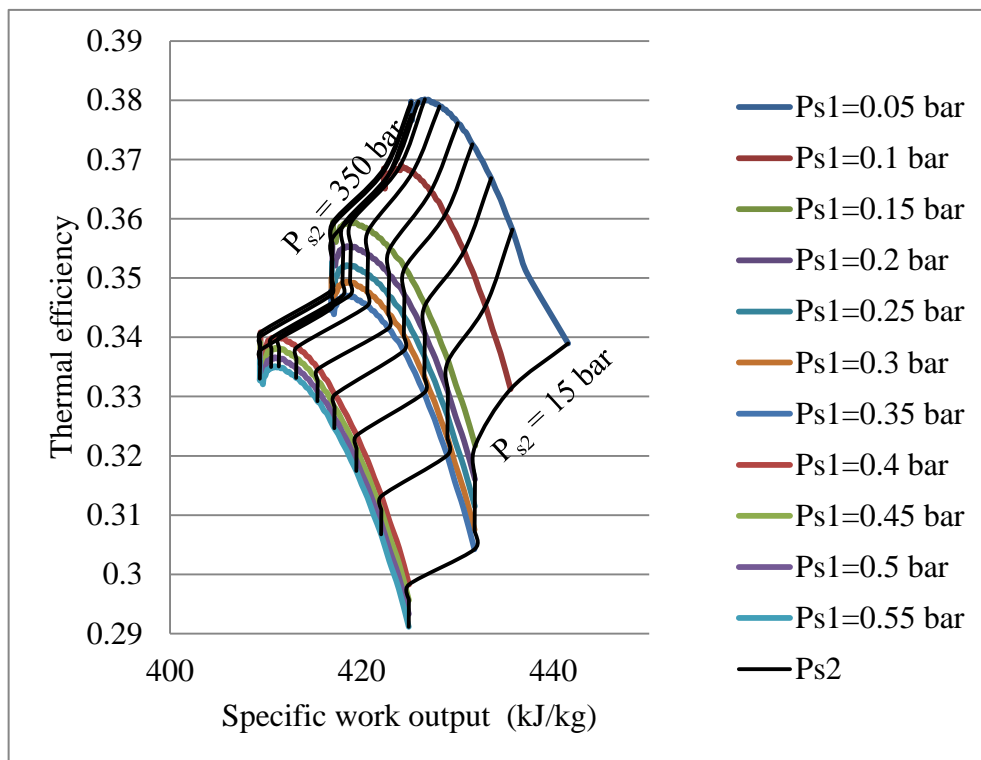 0.39
0.38
0.37
0.36
0.35
0.34
0.33
0.32
0.31
0.3
0.29
Thermal efficiency
400
420
440
Specific work output (kJ/kg)
Ps2 = 350 bar
Ps2 = 15 bar
Ps1=0.05 bar
Ps1=0.1 bar
Ps1=0.15 bar
Ps1=0.2 bar
Ps1=0.25 bar
Ps1=0.3 bar
Ps1=0.35 bar
Ps1=0.4 bar
Ps1=0.45 bar
Ps1=0.5 bar
Ps1=0.55 bar
Ps2